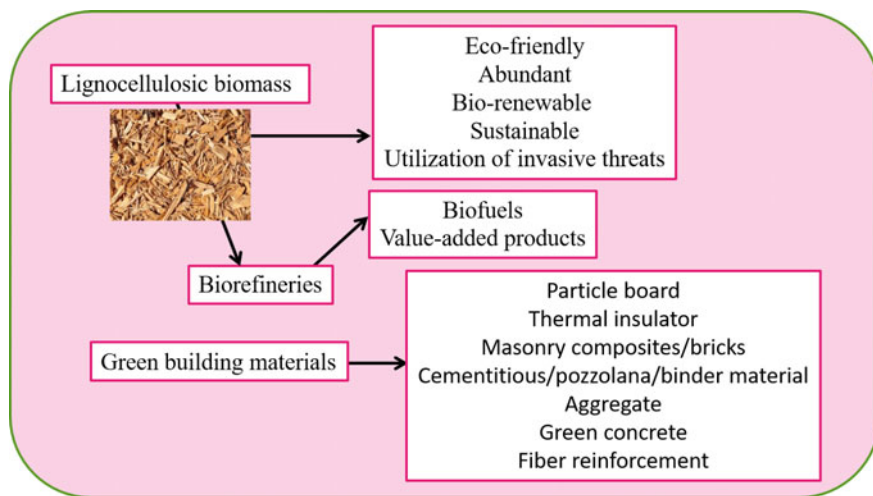 Lignocellulosic biomass
Eco-friendly
Abundant
Bio-renewable
Sustainable
Utilization of invasive threats
Biofuels
Value-added products
Biorefineries
Green building materials
Particle board
Thermal insulator
Masonry composites/bricks
Cementitious/pozzolana/binder material
Aggregate
Green concrete
Fiber reinforcement